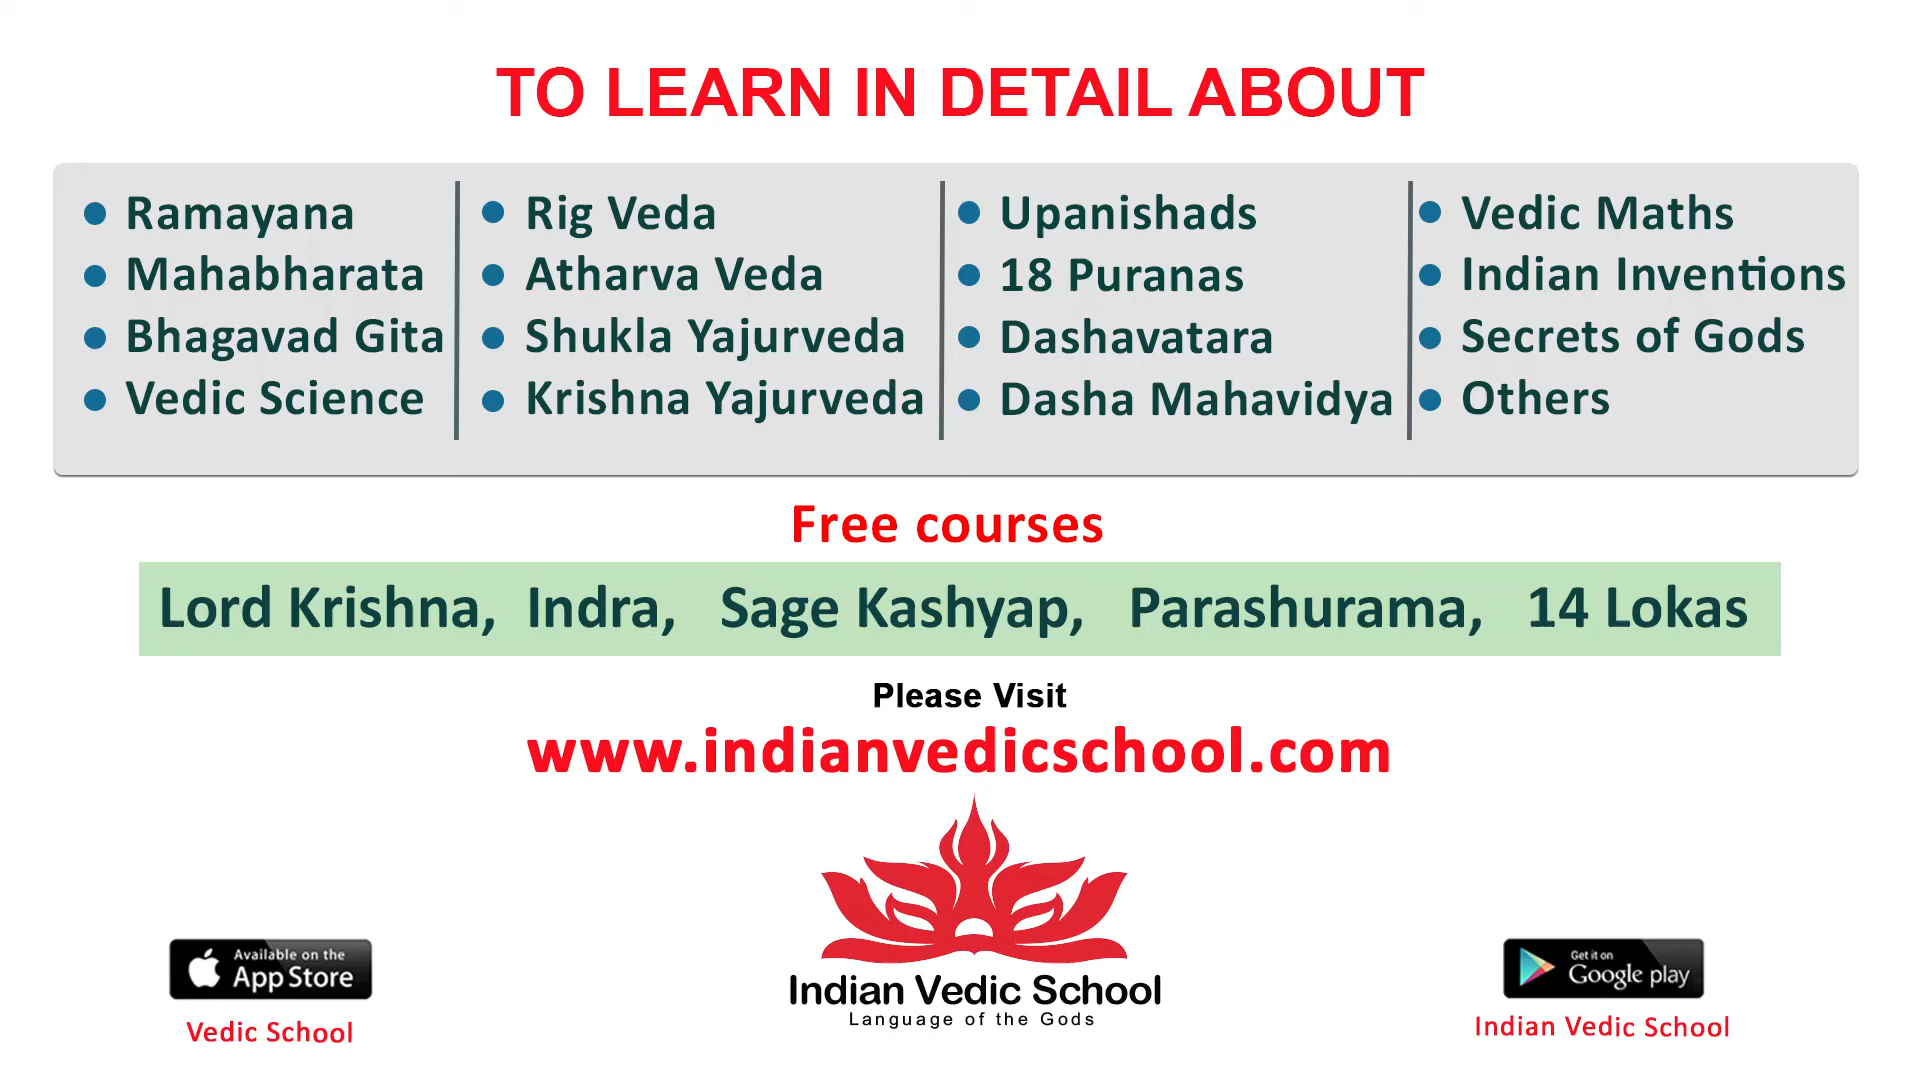 TO LEARN IN DETAIL ABOUT
Ramayana
Mahabharata
Bhagavad Gita
Vedic Science
Rig Veda
Atharva Veda
Shukla Yajurveda
Krishna Yajurveda
Upanishads
18 Puranas
Dashavatara
Dasha Mahavidya
Vedic Maths
Indian Inventions
Secrets of Gods
Others
Free courses
Lord Krishna, Indra, Sage Kashyap, Parashurama, 14 Lokas
Please Visit
www.indianvedicschool.com
Indian Vedic School
Language of the Gods
Available on the
App Store
Vedic School
Get it on
Google play
Indian Vedic School